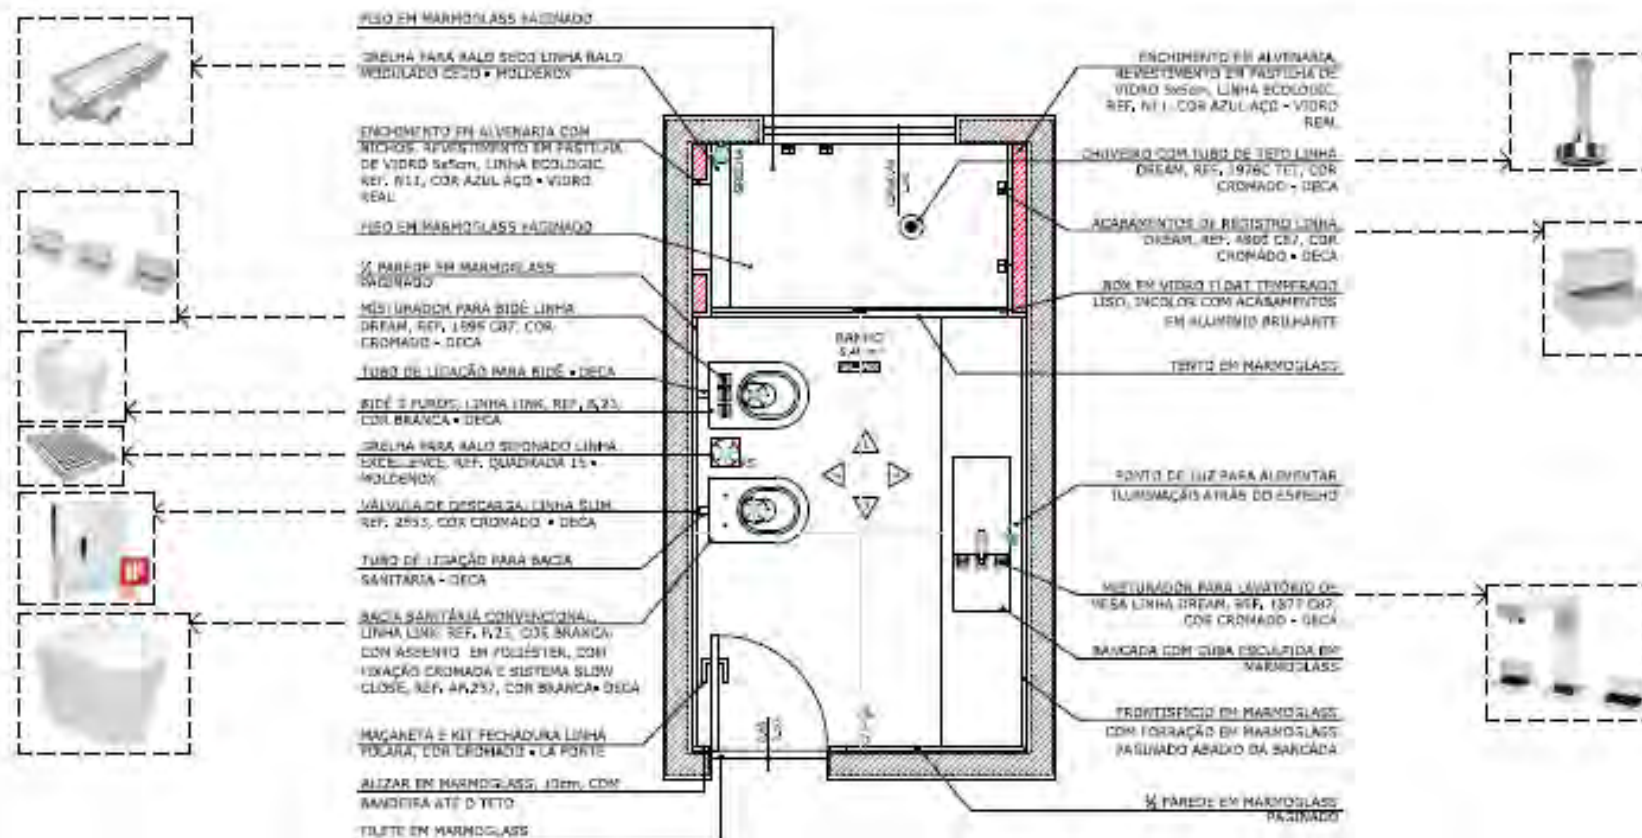 PISO EM MARMOGLASS PAGINADO
GRELHA PARA RALO SECO LINHA RALO
MODULADO CEGO • MOLDENOX
ENCHIMENTO EM ALVENARIA COM
NICHOS. REVESTIMENTO EM PASTILHA
DE VIDRO 5x5cm, LINHA ECOLOGIC,
REF. N11, COR AZUL AÇO • VIDRO
REAL
PISO EM MARMOGLASS PAGINADO
½ PAREDE EM MARMOGLASS
PAGINADO
MISTURADOR PARA BIDÊ LINHA
DREAM, REF. C87, COR
CROMADO - DECA
TUBO DE LIGAÇÃO PARA BIDÊ • DECA
BIDÊ 3 FUROS, LINHA LINK, REF.
COR BRANCA • DECA
GRELHA PARA RALO SIFONADO LINHA
EXCELLENCE, REF. QUADRADA 15 •
MOLDENOX
VÁLVULA DE DESCARGA, LINHA SLIM
REF. 2553, COR CROMADO • DECA
TUBO DE LIGAÇÃO PARA BACIA
SANITÁRIA - DECA
BACIA SANITÁRIA CONVENCIONAL,
LINHA LINK REF. P.23, COR BRANCA
COM ASSENTO EM POLIÉSTER, COM
FIXAÇÃO CROMADA E SISTEMA SLOW
CLOSE, REF. AP.237, COR BRANCA • DECA
MAÇANETA E KIT FECHADURA LINHA
COR CROMADO • LA FONTE
ALIZAR EM MARMOGLASS, 10cm, COM
BANDEIRA ATÉ O TETO
FILETE EM MARMOGLASS
BANHO
ENCHIMENTO EM ALVENARIA,
REVESTIMENTO EM PASTILHA DE
VIDRO 5x5cm, LINHA ECOLOGIC,
REF. N11, COR AZUL AÇO - VIDRO
REAL
CHUVEIRO COM TUBO DE TETO LINHA
DREAM, REF. 1976C TET, COR
CROMADO - DECA
ACABAMENTOS DE REGISTRO LINHA
DREAM, REF. 4900 C87, COR
CROMADO • DECA
BOX EM VIDRO FLOAT TEMPERADO
LISO, INCOLOR COM ACABAMENTOS
EM ALUMÍNIO BRILHANTE
TENTO EM MARMOGLASS
PONTO DE LUZ PARA ALIMENTAR
ILUMINAÇÃO ATRÁS DO ESPELHO
MISTURADOR PARA LAVATÓRIO DE
MESA LINHA DREAM, REF. 1877 C87,
COR CROMADO - DECA
BANCADA COM CUBA ESCULPIDA EM
MARMOGLASS
FRONTISPÍCIO EM MARMOGLASS
COM FORRAÇÃO EM MARMOGLASS
PAGINADO ABAIXO DA BANCADA
½ PAREDE EM MARMOGLASS
PAGINADO